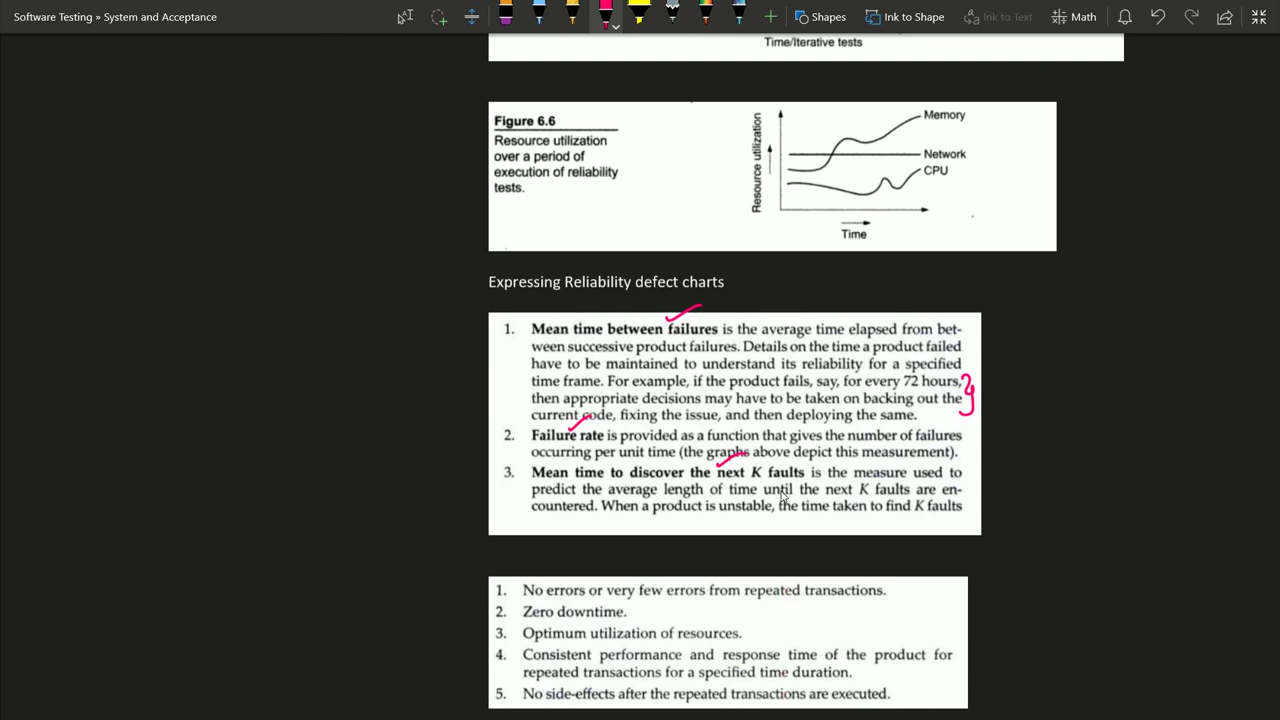 Software Testing » System and Acceptance
Shapes
Ink to Shape
Ink to Text
Math
Time/Iterative tests
Figure 6.6
Resource utilization
over a period of
execution of reliability
tests.
Resource utilization
Memory
Network
CPU
Time
Expressing Reliability defect charts
1. Mean time between failures is the average time elapsed from bet-
ween successive product failures. Details on the time a product failed
have to be maintained to understand its reliability for a specified
time frame. For example, if the product fails, say, for every 72 hours,
then appropriate decisions may have to be taken on backing out the
current code, fixing the issue, and then deploying the same.
2. Failure rate is provided as a function that gives the number of failures
occurring per unit time (the graphs above depict this measurement).
3. Mean time to discover the next K faults is the measure used to
predict the average length of time until the next K faults are en-
countered. When a product is unstable, the time taken to find K faults
1. No errors or very few errors from repeated transactions.
2. Zero downtime.
3. Optimum utilization of resources.
4. Consistent performance and response time of the product for
repeated transactions for a specified time duration.
5. No side-effects after the repeated transactions are executed.